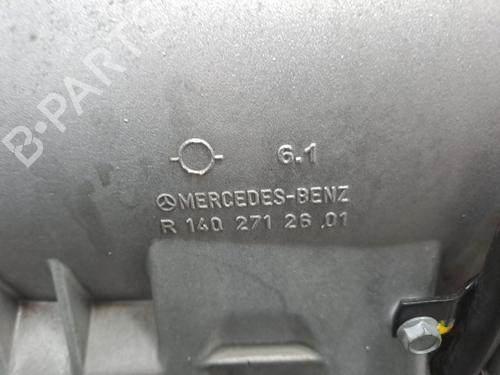 B-PARTS
6.1
MERCEDES-BENZ
R 140 271 26 01